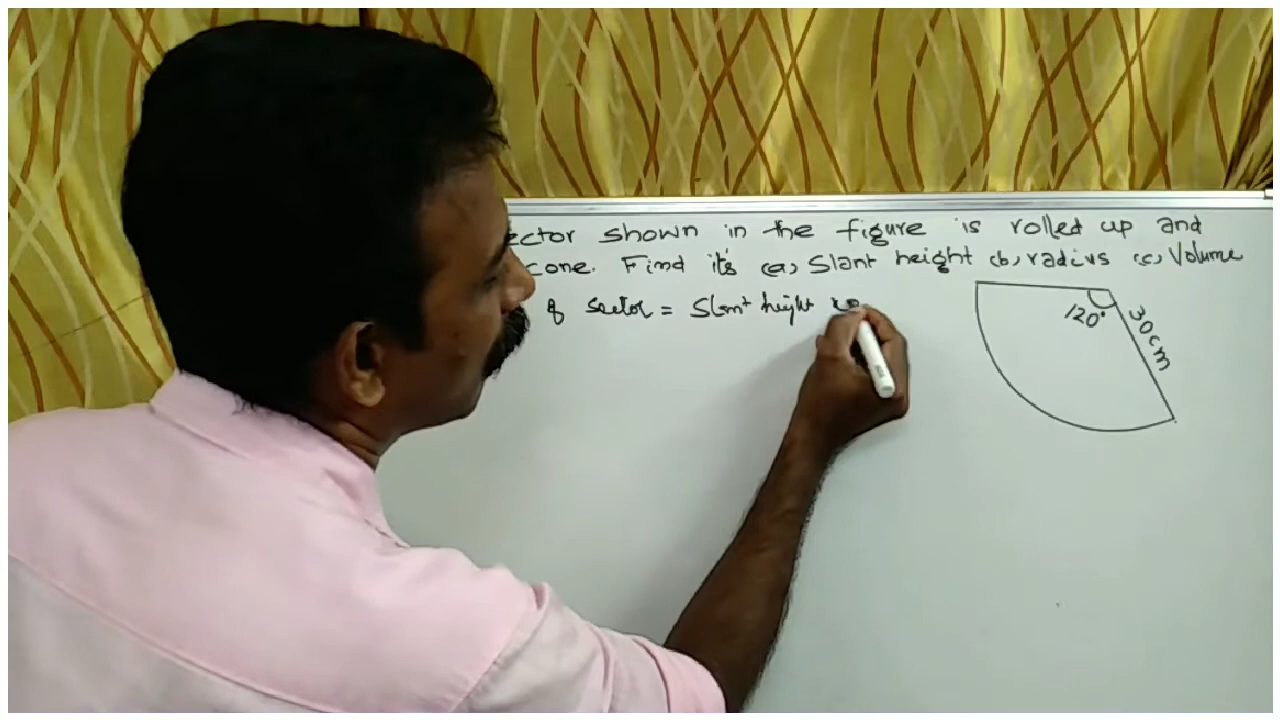 ector shown in the figure is rolled up and
cone. Find it's (a) Slant height (b) radius (c) Volume
of sector = Slant height
120°
30cm